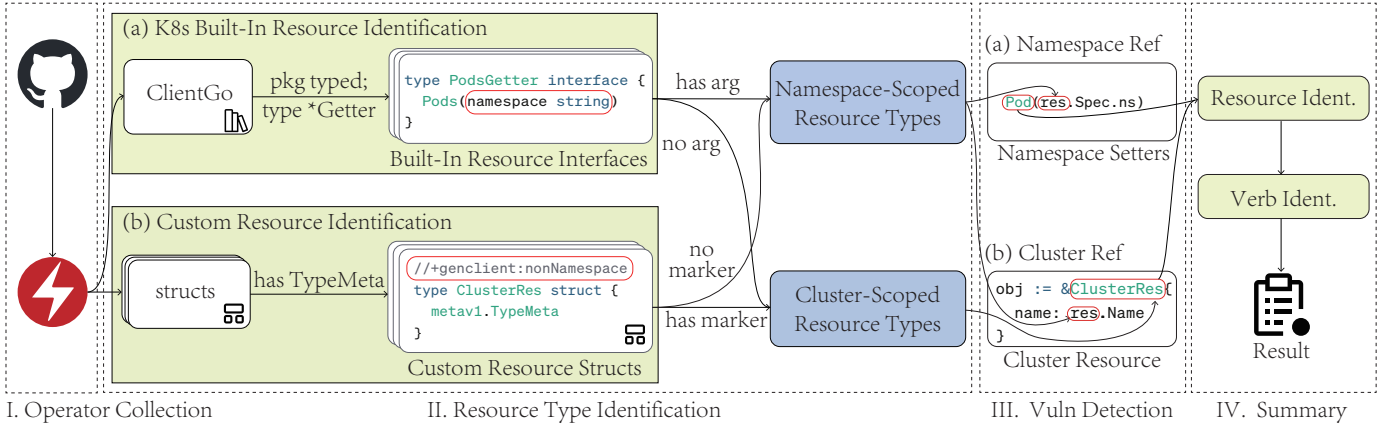 (a) K8s Built-In Resource Identification
ClientGo
pkg typed;
type *Getter
type PodsGetter interface {
Pods(namespace string)
}
Built-In Resource Interfaces
has arg
no arg
Namespace-Scoped
Resource Types
(a) Namespace Ref
Pod(res.Spec.ns)
Namespace Setters
Resource Ident.
Verb Ident.
(b) Custom Resource Identification
structs
has TypeMeta
//+genclient:nonNamespace
type ClusterRes struct {
metav1.TypeMeta
}
Custom Resource Structs
no
marker
has marker
Cluster-Scoped
Resource Types
(b) Cluster Ref
obj := &ClusterRes{
name: res.Name
}
Cluster Resource
Result
I. Operator Collection
II. Resource Type Identification
III. Vuln Detection
IV. Summary